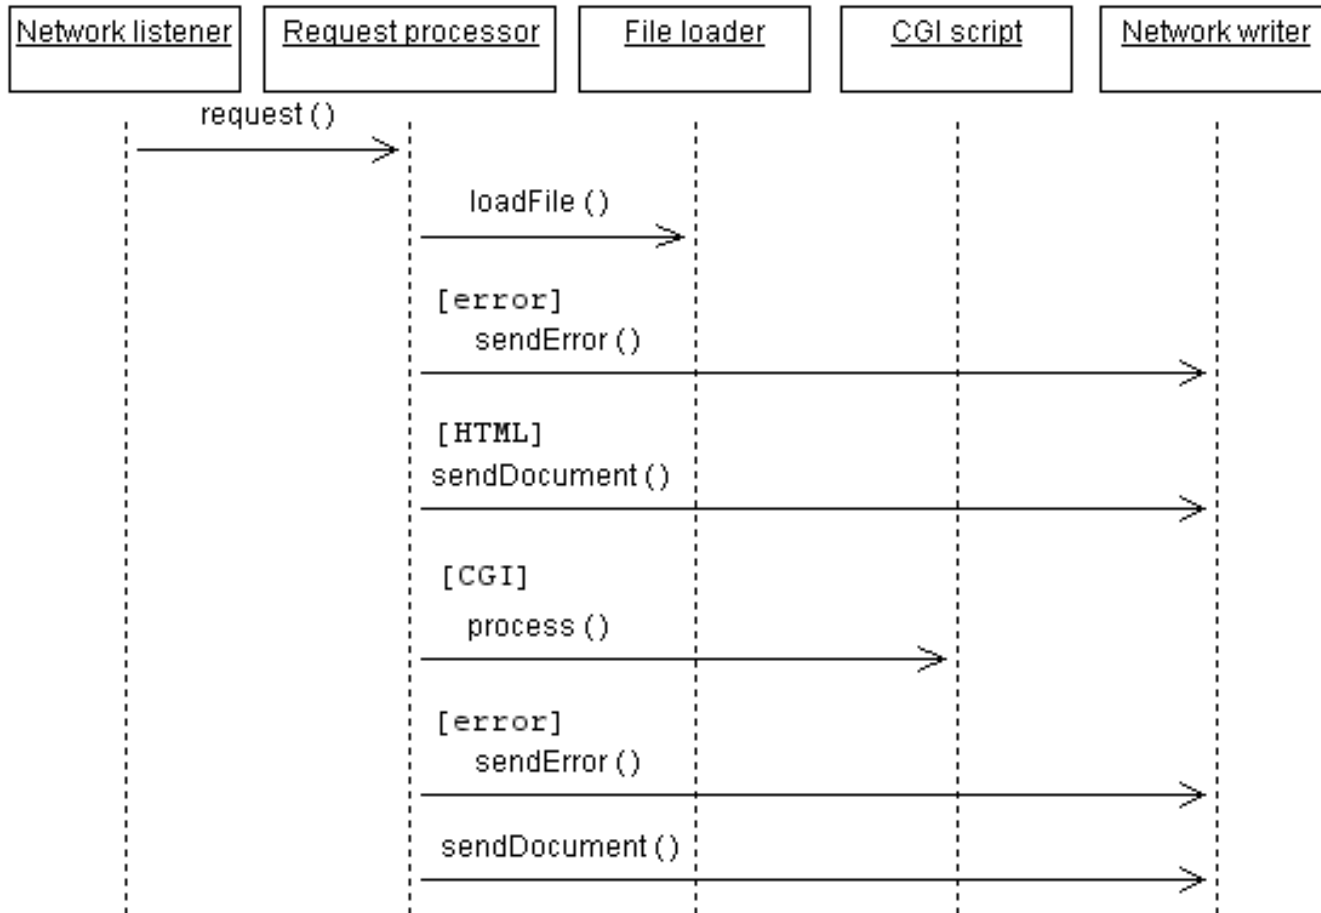 Network listener
Request processor
File loader
CGI script
Network writer
request ()
loadFile ()
[error]
sendError ()
[HTML]
sendDocument ()
[CGI]
process ()
[error]
sendError ()
sendDocument ()